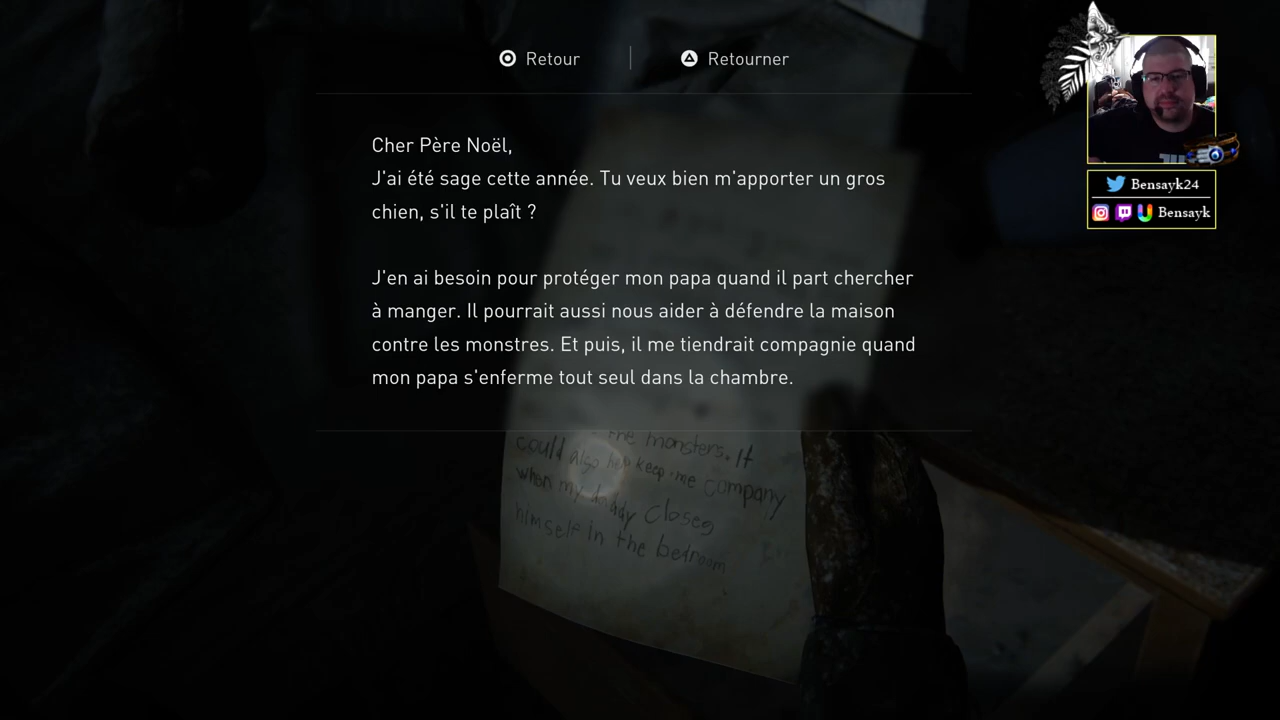 Retour
Retourner
Cher Père Noël,
J'ai été sage cette année. Tu veux bien m'apporter un gros
chien, s'il te plaît ?
J'en ai besoin pour protéger mon papa quand il part chercher
à manger. Il pourrait aussi nous aider à défendre la maison
contre les monstres. Et puis, il me tiendrait compagnie quand
mon papa s'enferme tout seul dans la chambre.
the monsters. It
could also help keep me company
when my daddy closes
himself in the bedroom
Bensayk24
Bensayk